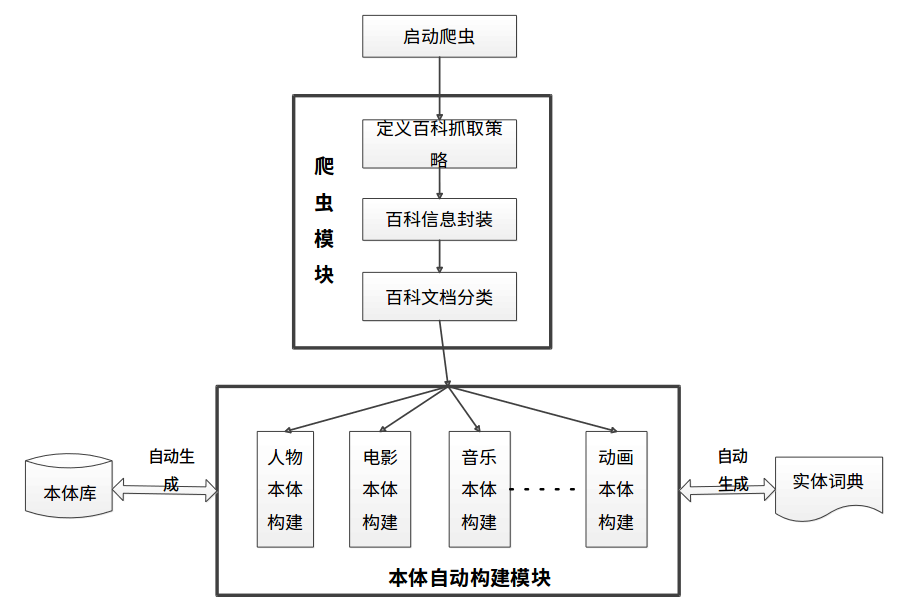 启动爬虫
定义百科抓取策
略
爬
虫
模
块
百科信息封装
百科文档分类
人物
本体
构建
电影
本体
构建
音乐
本体
构建
动画
本体
构建
本体自动构建模块
自动生
成
本体库
自动
生成
实体词典